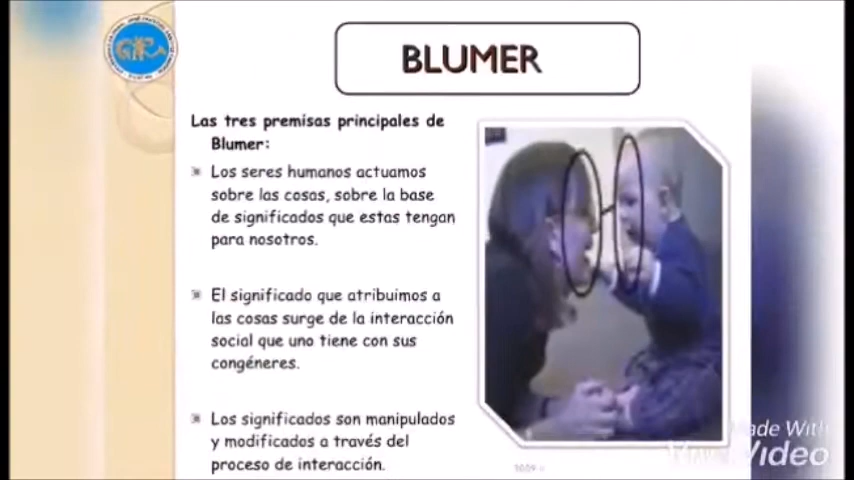 BLUMER
Las tres premisas principales de
Blumer:
Los seres humanos actuamos
sobre las cosas, sobre la base
de significados que estas tengan
para nosotros.
El significado que atribuimos a
las cosas surge de la interacción
social que uno tiene con sus
congéneres.
Los significados son manipulados
y modificados a través del
proceso de interacción.
Made With
Video